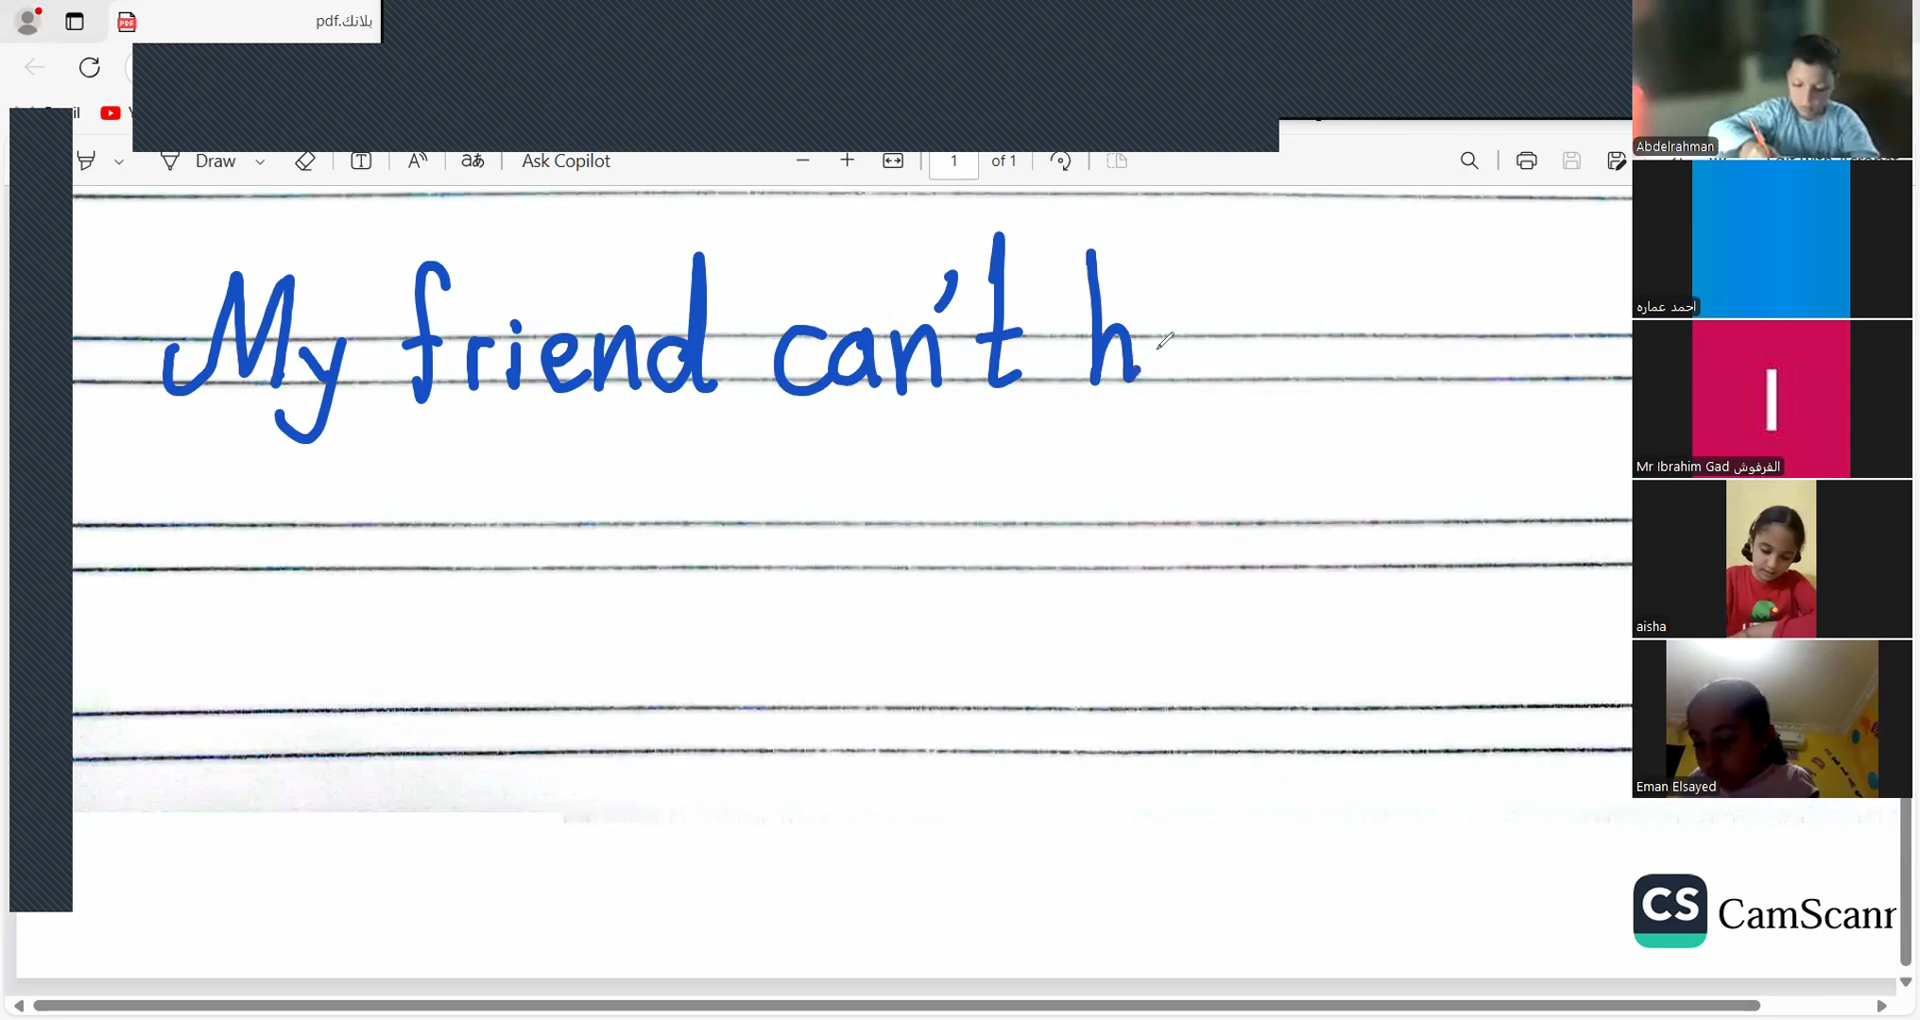 بلانك.pdf
Draw
Ask Copilot
1 of 1
My friend can't h
Abdelrahman
احمد عماره
I
Mr Ibrahim Gad الفرفوش
aisha
Eman Elsayed
CS CamScanr